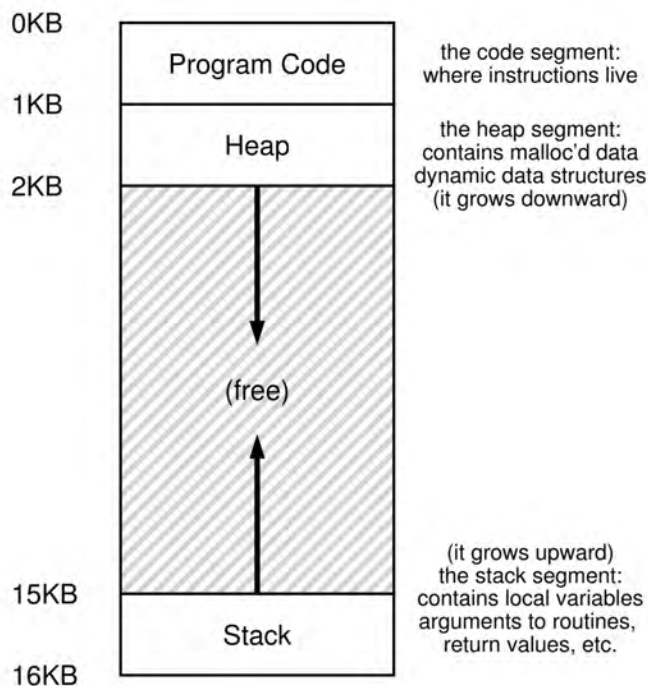 0KB
Program Code
the code segment:
where instructions live
1KB
Heap
the heap segment:
contains malloc'd data
dynamic data structures
(it grows downward)
2KB
(free)
(it grows upward)
the stack segment:
contains local variables
arguments to routines,
return values, etc.
15KB
Stack
16KB